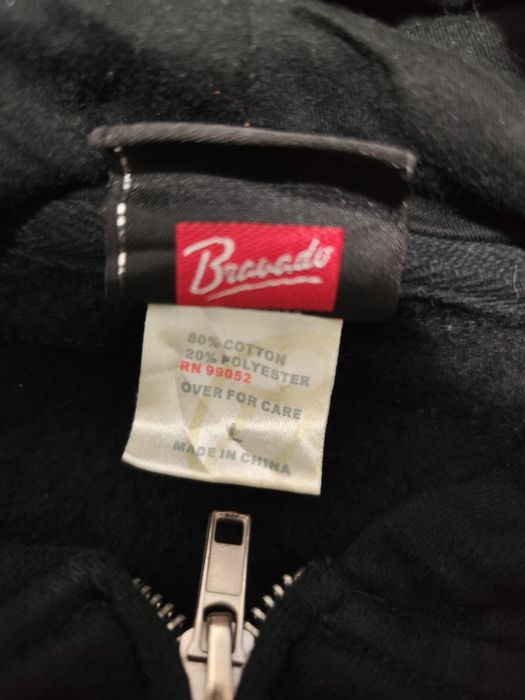 Bravado
80% COTTON
20% POLYESTER
RN 99052
OVER FOR CARE
L
MADE IN CHINA